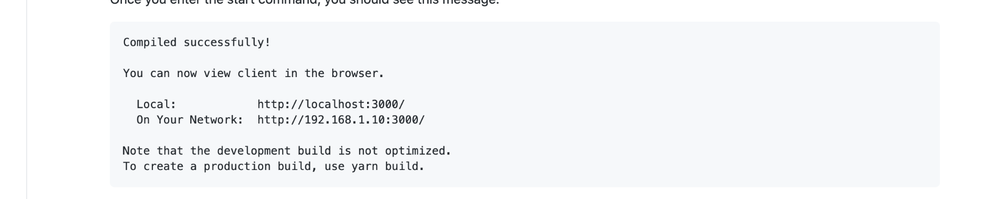 Once you enter the start command, you should see this message:
Compiled successfully!
You can now view client in the browser.
Local: http://localhost:3000/
On Your Network: http://192.168.1.10:3000/
Note that the development build is not optimized.
To create a production build, use yarn build.